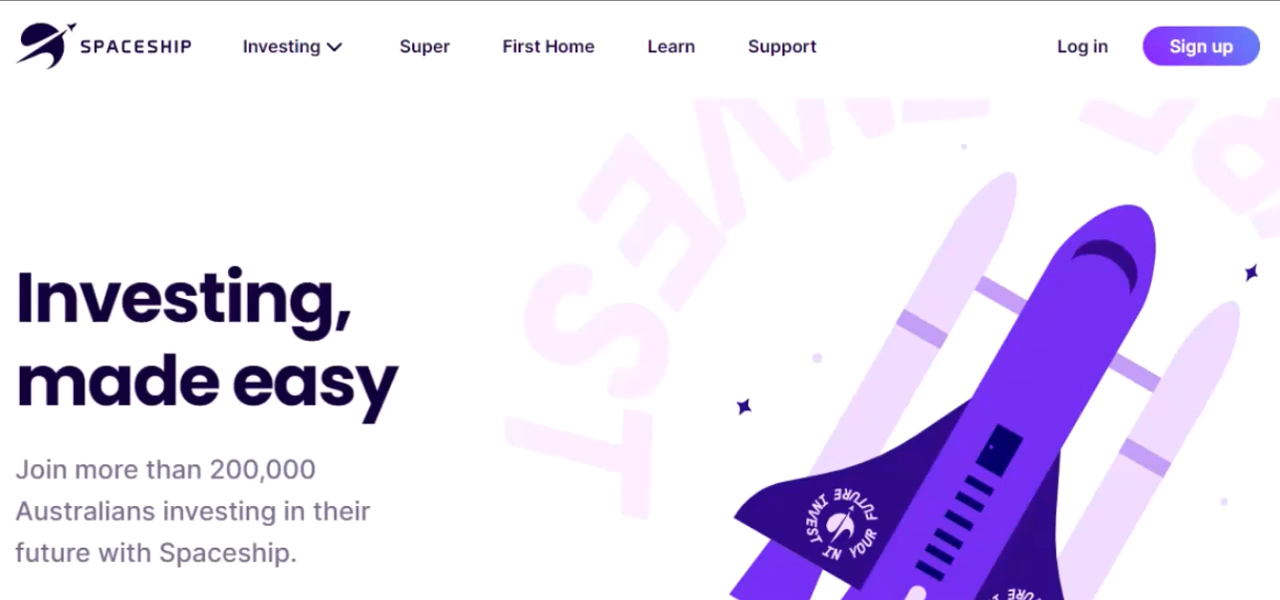 SPACESHIP
Investing
Super
First Home
Learn
Support
Log in
Sign up
Investing,
made easy
Join more than 200,000
Australians investing in their
future with Spaceship.
INVEST IN YOUR FUTURE